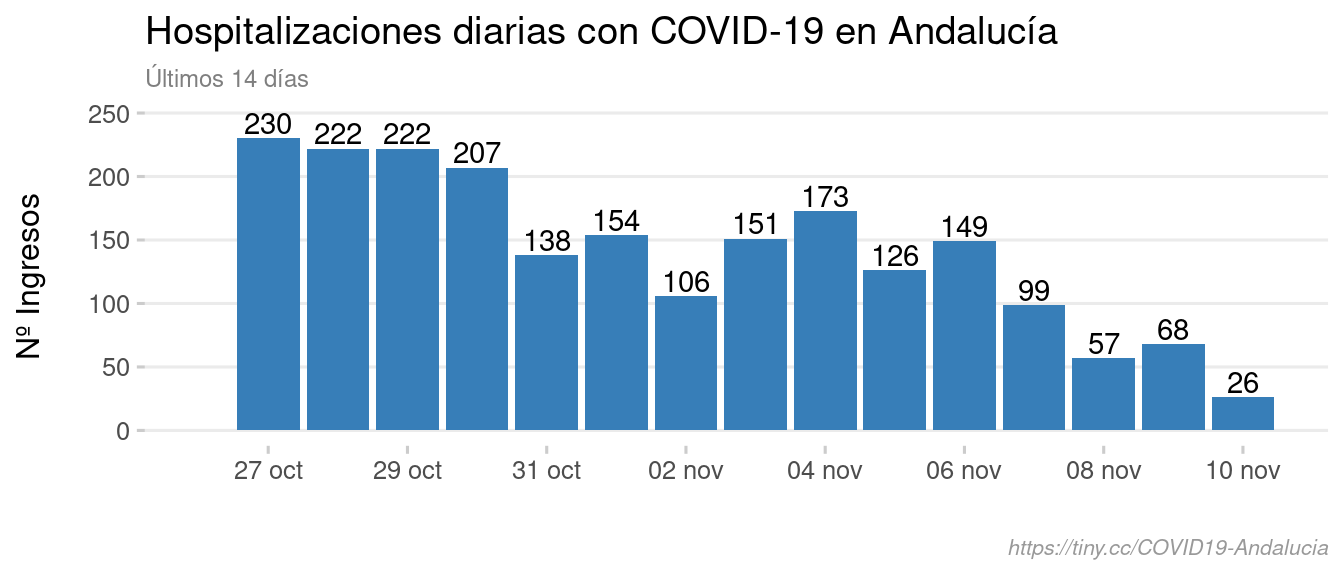 Hospitalizaciones diarias con COVID-19 en Andalucía
Últimos 14 días
Nº Ingresos
250
200
150
100
50
0
230
222
222
207
138
154
106
151
173
126
149
99
57
68
26
27 oct
29 oct
31 oct
02 nov
04 nov
06 nov
08 nov
10 nov
https://tiny.cc/COVID19-Andalucia